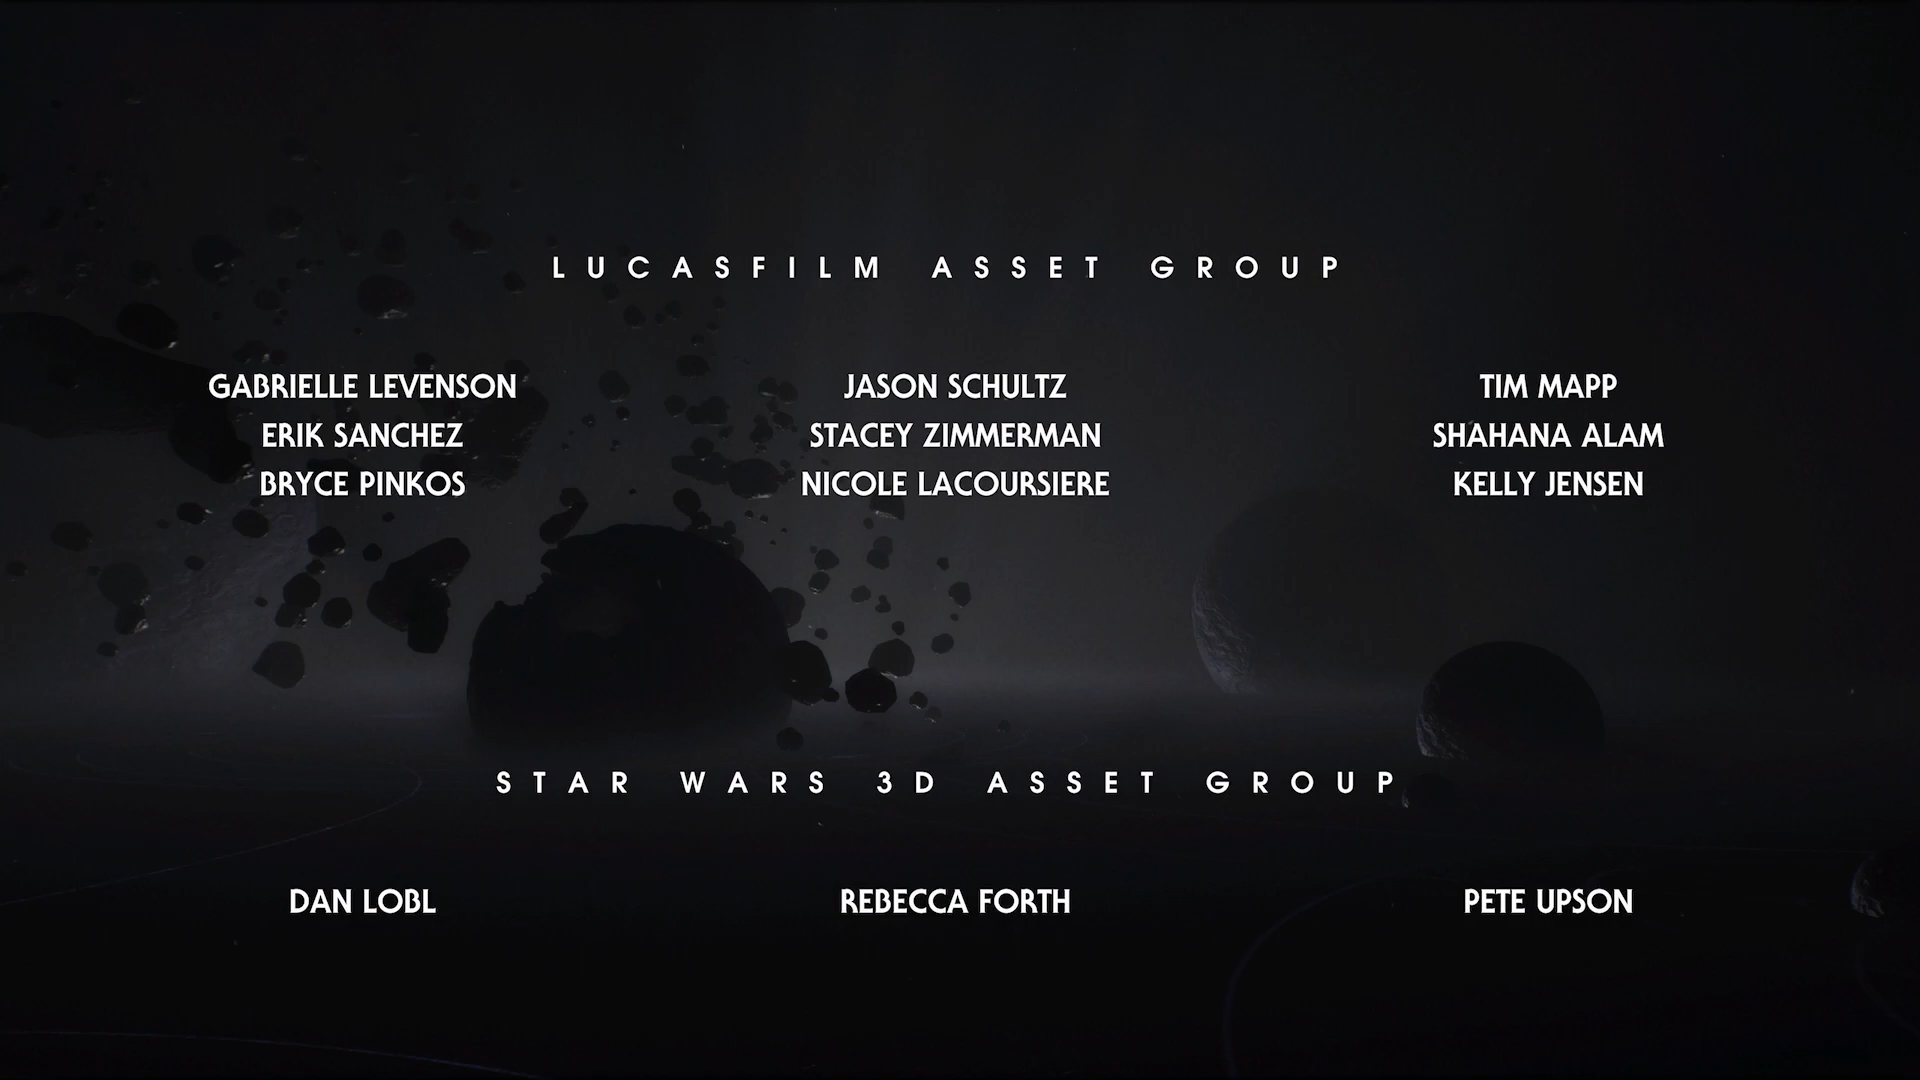 LUCASFILM ASSET GROUP
GABRIELLE LEVENSON JASON SCHULTZ TIM MAPP
ERIK SANCHEZ STACEY ZIMMERMAN SHAHANA ALAM
BRYCE PINKOS NICOLE LACOURSIERE KELLY JENSEN
STAR WARS 3D ASSET GROUP
DAN LOBL REBECCA FORTH PETE UPSON